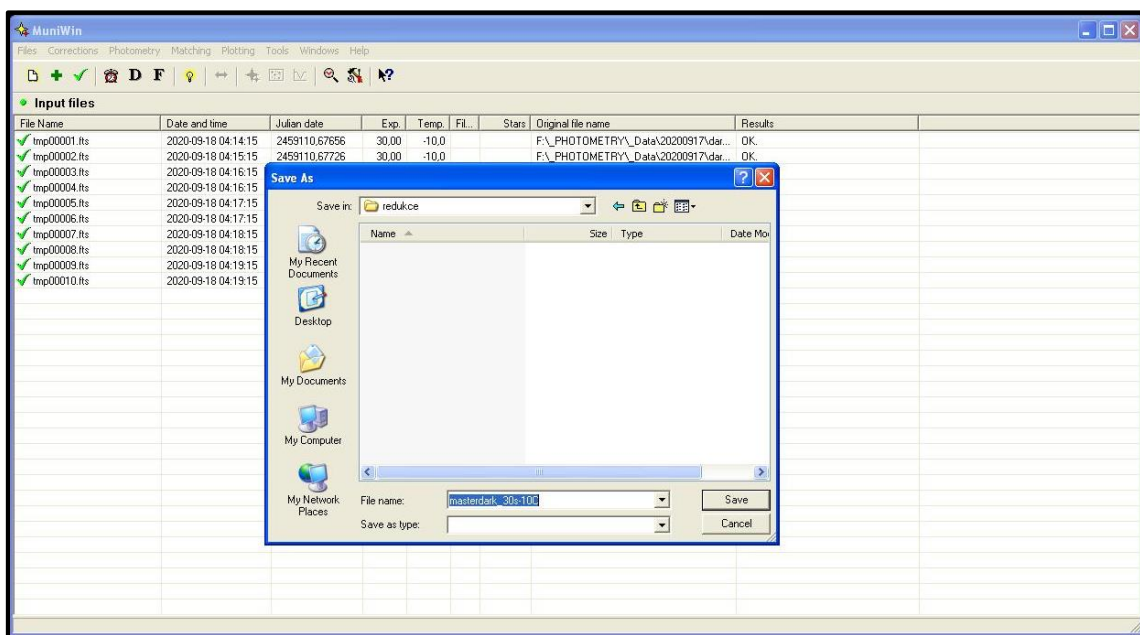 MuniWin
Files Corrections Photometry Matching Plotting Tools Windows Help
D F
Input files
File Name Date and time Julian date Exp. Temp. Fil... Stars Original file name Results
tmp00001.fts 2020-09-18 04:14:15 2459110,67656 30,00 -10,0 F:\_PHOTOMETRY\_Data\20200917\dar... OK.
tmp00002.fts 2020-09-18 04:15:15 2459110,67726 30,00 -10,0 F:\_PHOTOMETRY\_Data\20200917\dar... OK.
tmp00003.fts 2020-09-18 04:16:15
tmp00004.fts 2020-09-18 04:16:15
tmp00005.fts 2020-09-18 04:17:15
tmp00006.fts 2020-09-18 04:17:15
tmp00007.fts 2020-09-18 04:18:15
tmp00008.fts 2020-09-18 04:18:15
tmp00009.fts 2020-09-18 04:19:15
tmp00010.fts 2020-09-18 04:19:15
Save As
Save in: redukce
Name Size Type Date Mo
My Recent
Documents
Desktop
My Documents
My Computer
My Network
Places
File name: masterdark_30s-10C Save
Save as type: Cancel